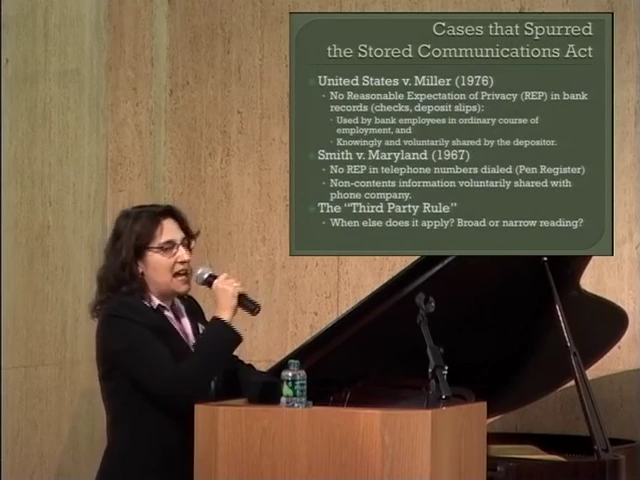 Cases that Spurred
the Stored Communications Act
United States v. Miller (1976)
No Reasonable Expectation of Privacy (REP) in bank
records (checks, deposit slips):
Used by bank employees in ordinary course of
employment, and
Knowingly and voluntarily shared by the depositor.
Smith v. Maryland (1967)
No REP in telephone numbers dialed (Pen Register)
Non-contents information voluntarily shared with
phone company.
The "Third Party Rule"
When else does it apply? Broad or narrow reading?